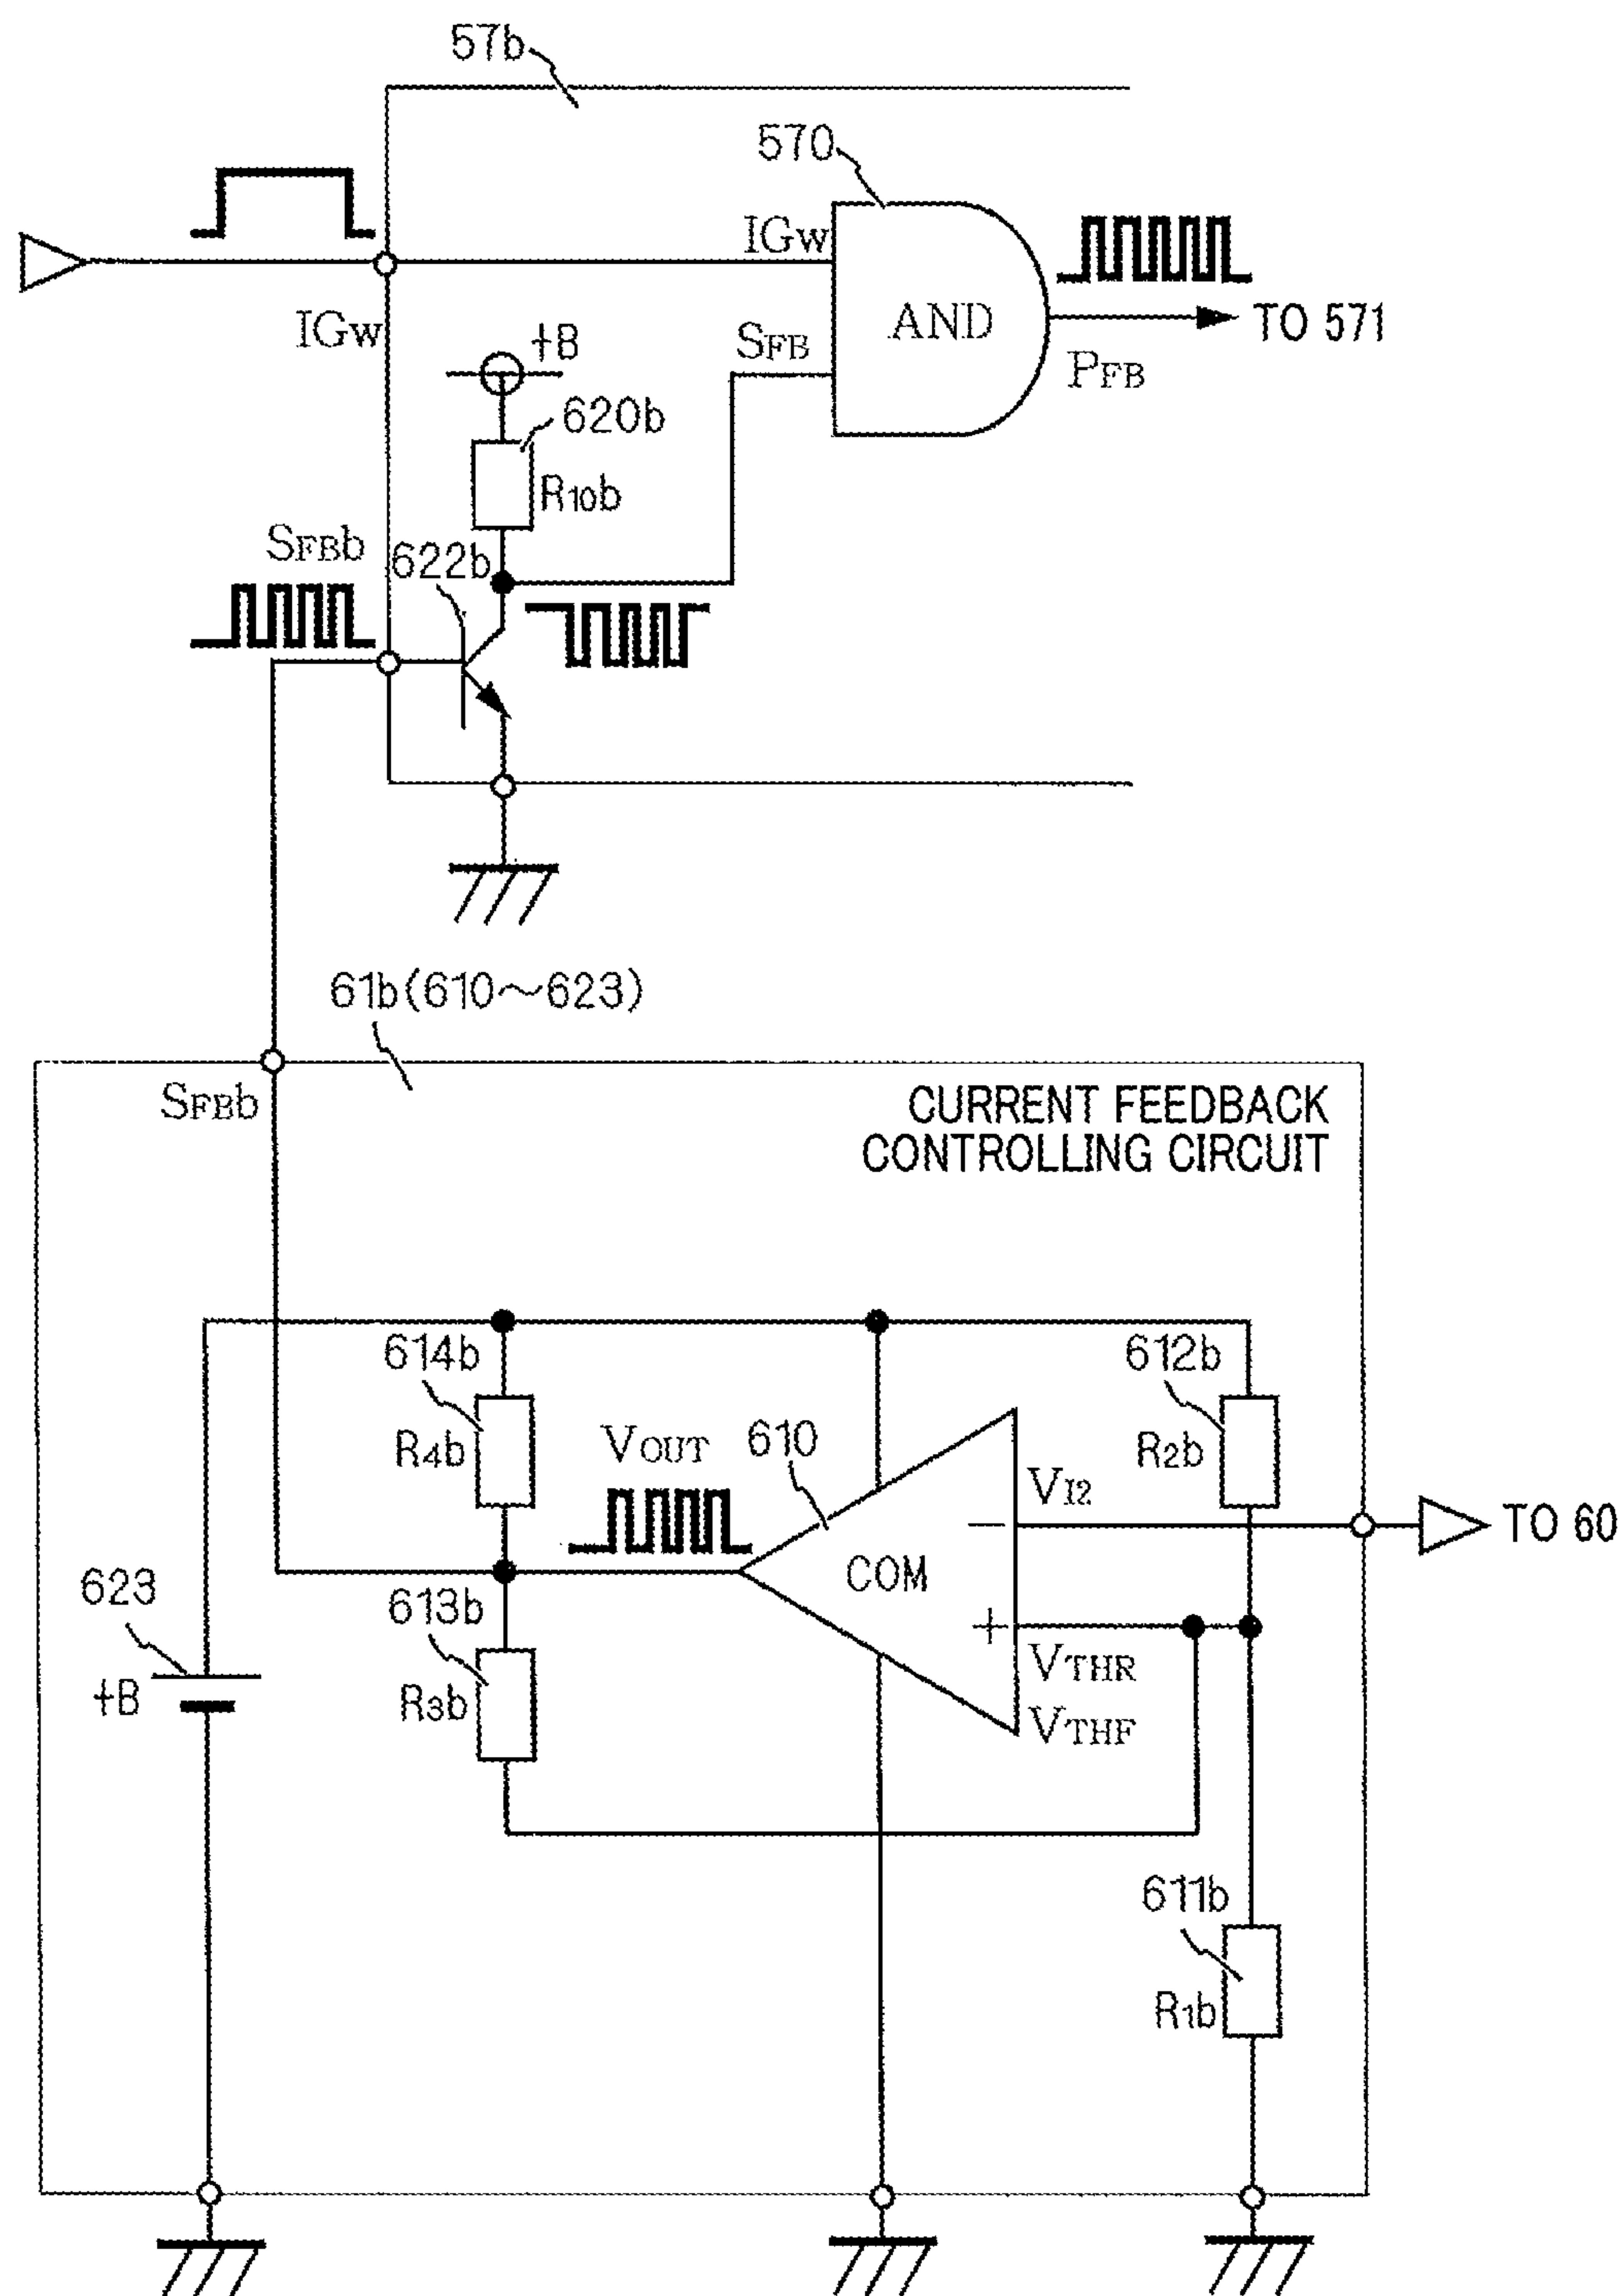 57b
570
IGw
IGw
AND
TO 571
+B
SFB
PFB
620b
R10b
SFBb
622b
61b(610~623)
SFBb
CURRENT FEEDBACK
CONTROLLING CIRCUIT
614b
612b
R4b
VOUT
610
R2b
VI2
−
TO 60
COM
623
613b
+
+B
R3b
VTHR
VTHF
611b
R1b